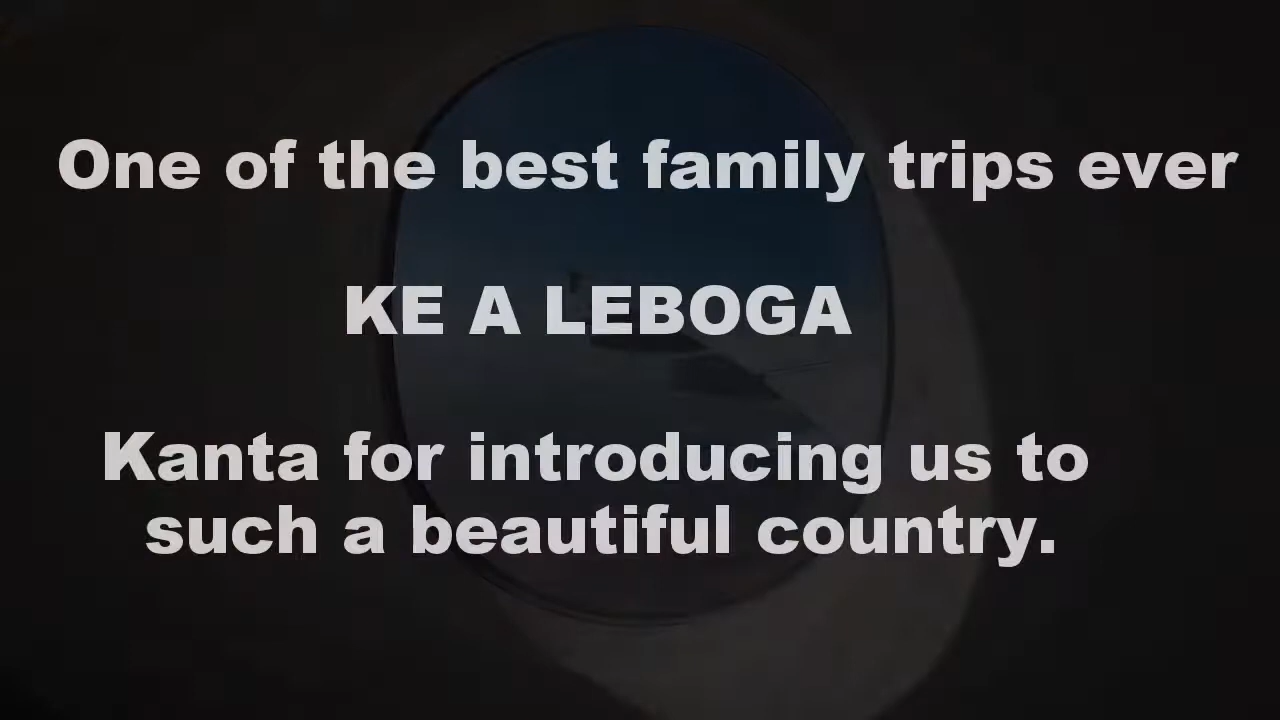 One of the best family trips ever
KE A LEBOGA
Kanta for introducing us to
such a beautiful country.